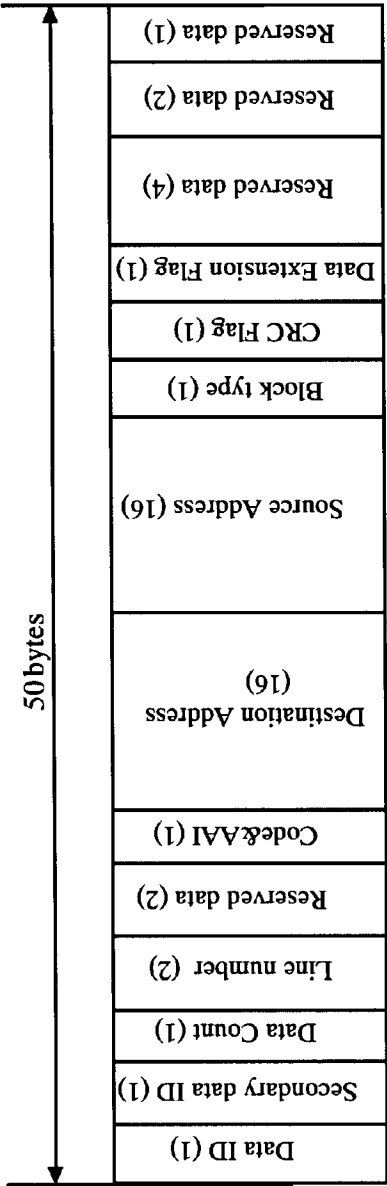 Data ID (1)
Secondary data ID (1)
Data Count (1)
Line number (2)
Reserved data (2)
Code&AAI (1)
Destination Address
(16)
Source Address (16)
Block type (1)
CRC Flag (1)
Data Extension Flag (1)
Reserved data (4)
Reserved data (2)
Reserved data (1)
50 bytes